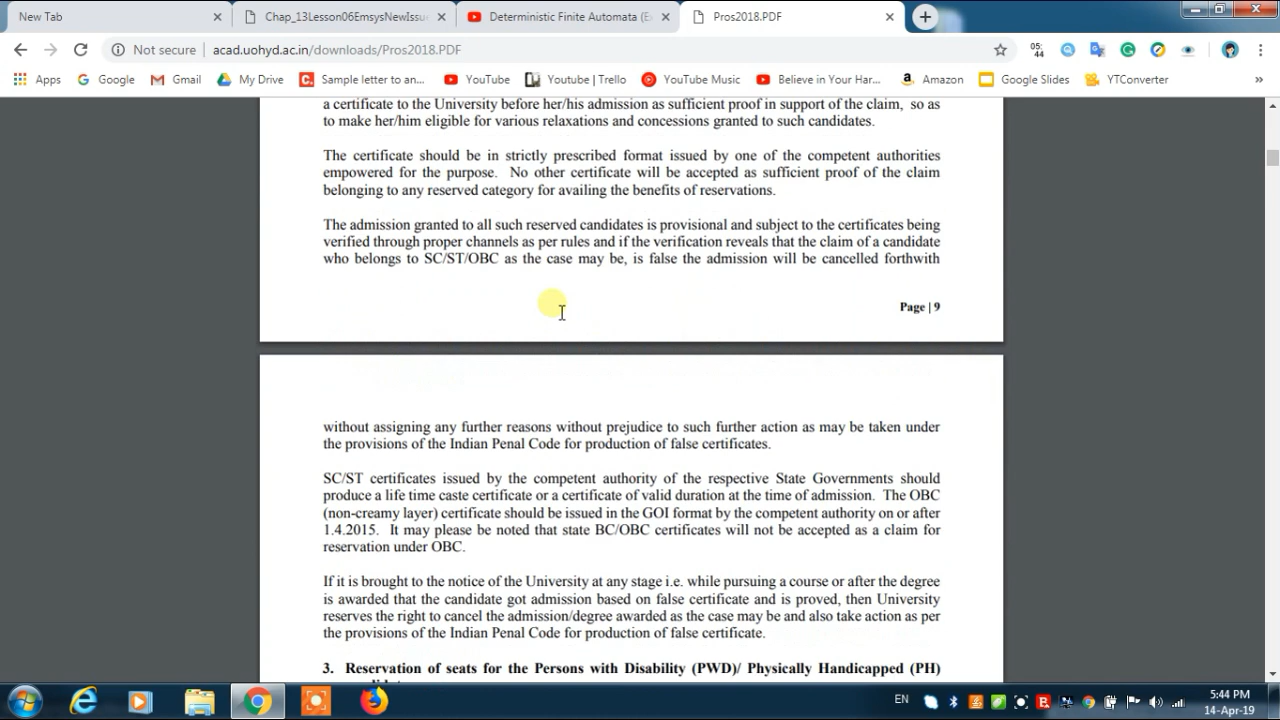 New Tab
Chap_13Lesson06EmsysNewIssue
Deterministic Finite Automata (E
Pros2018.PDF
Not secure
acad.uohyd.ac.in/downloads/Pros2018.PDF
05:
44
Apps
Google
Gmail
My Drive
Sample letter to an...
YouTube
Youtube | Trello
YouTube Music
Believe in Your Har...
Amazon
Google Slides
YTConverter
a certificate to the University before her/his admission as sufficient proof in support of the claim, so as
to make her/him eligible for various relaxations and concessions granted to such candidates.
The certificate should be in strictly prescribed format issued by one of the competent authorities
empowered for the purpose. No other certificate will be accepted as sufficient proof of the claim
belonging to any reserved category for availing the benefits of reservations.
The admission granted to all such reserved candidates is provisional and subject to the certificates being
verified through proper channels as per rules and if the verification reveals that the claim of a candidate
who belongs to SC/ST/OBC as the case may be, is false the admission will be cancelled forthwith
Page | 9
without assigning any further reasons without prejudice to such further action as may be taken under
the provisions of the Indian Penal Code for production of false certificates.
SC/ST certificates issued by the competent authority of the respective State Governments should
produce a life time caste certificate or a certificate of valid duration at the time of admission. The OBC
(non-creamy layer) certificate should be issued in the GOI format by the competent authority on or after
1.4.2015. It may please be noted that state BC/OBC certificates will not be accepted as a claim for
reservation under OBC.
If it is brought to the notice of the University at any stage i.e. while pursuing a course or after the degree
is awarded that the candidate got admission based on false certificate and is proved, then University
reserves the right to cancel the admission/degree awarded as the case may be and also take action as per
the provisions of the Indian Penal Code for production of false certificate.
3. Reservation of seats for the Persons with Disability (PWD)/ Physically Handicapped (PH)
EN
5:44 PM
14-Apr-19